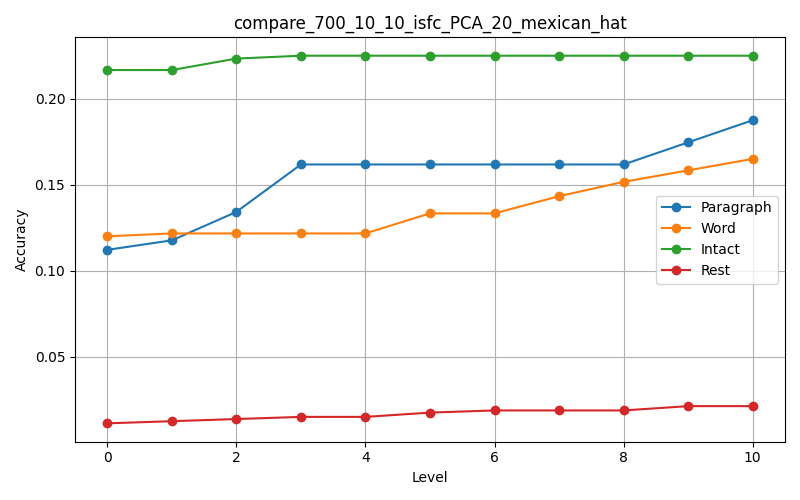 compare_700_10_10_isfc_PCA_20_mexican_hat
Accuracy
0.20
0.15
0.10
0.05
Paragraph
Word
Intact
Rest
0 2 4 6 8 10
Level